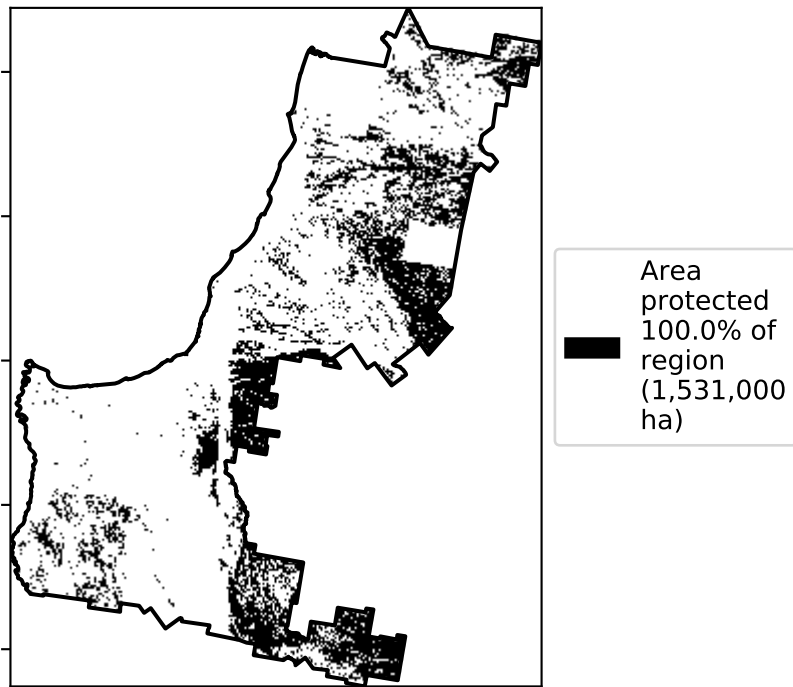 Area
protected
100.0% of
region
(1,531,000
ha)